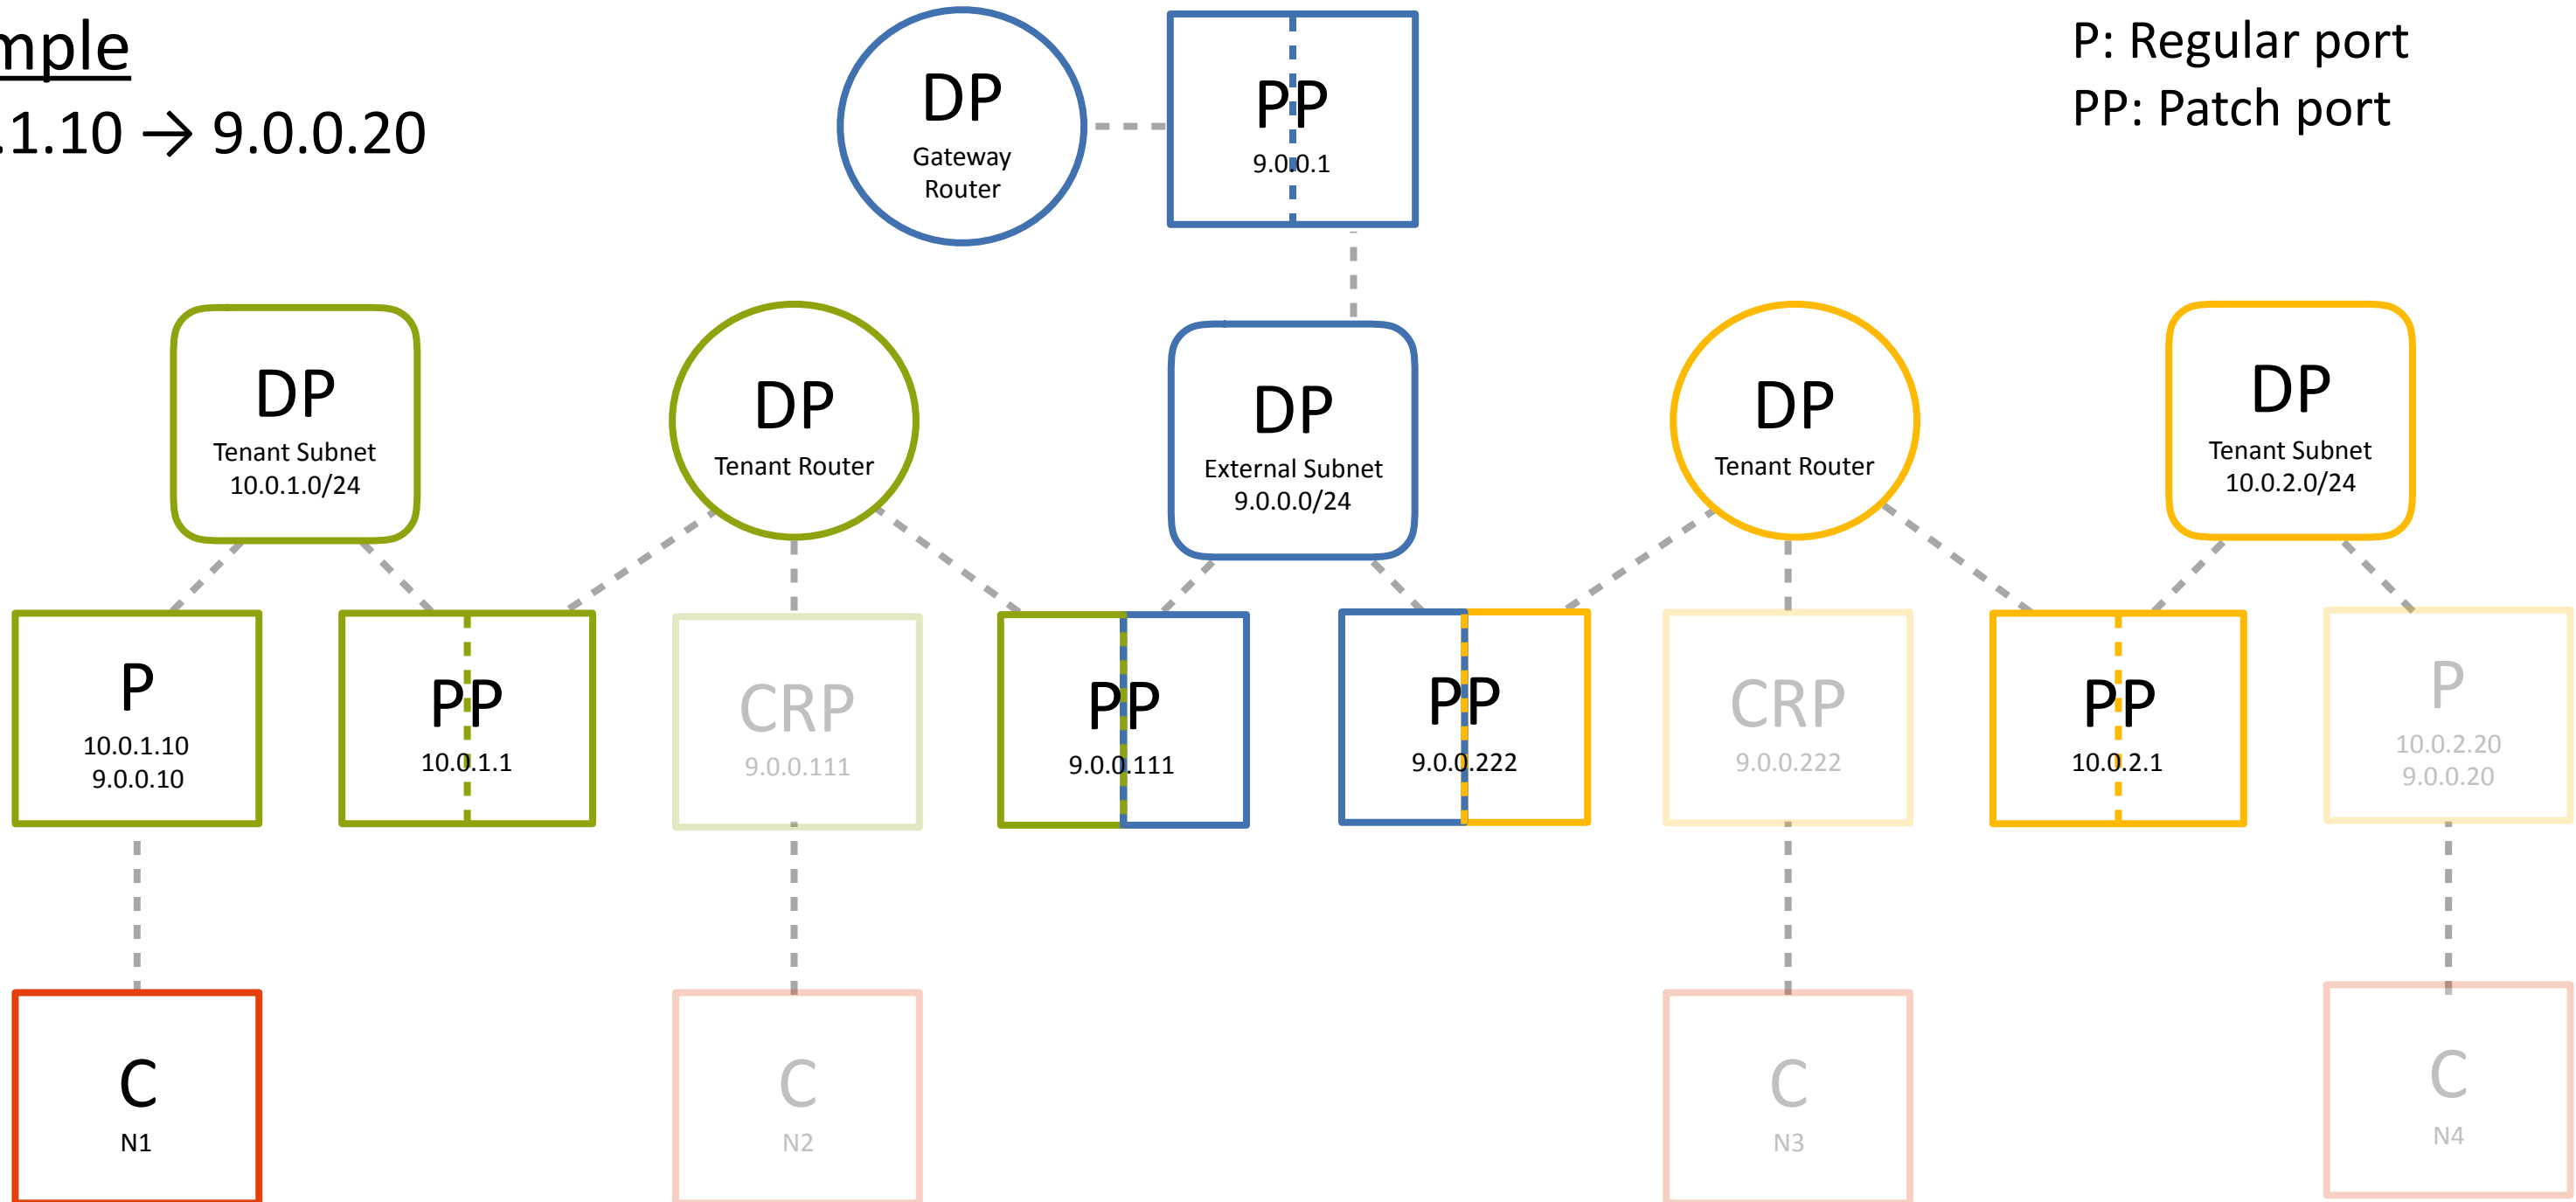 mple
.1.10 → 9.0.0.20
P: Regular port
PP: Patch port
DP
Gateway
Router
PP
9.0.0.1
DP
Tenant Subnet
10.0.1.0/24
DP
Tenant Router
DP
External Subnet
9.0.0.0/24
DP
Tenant Router
DP
Tenant Subnet
10.0.2.0/24
P
10.0.1.10
9.0.0.10
PP
10.0.1.1
CRP
9.0.0.111
PP
9.0.0.111
PP
9.0.0.222
CRP
9.0.0.222
PP
10.0.2.1
P
10.0.2.20
9.0.0.20
C
N1
C
N2
C
N3
C
N4